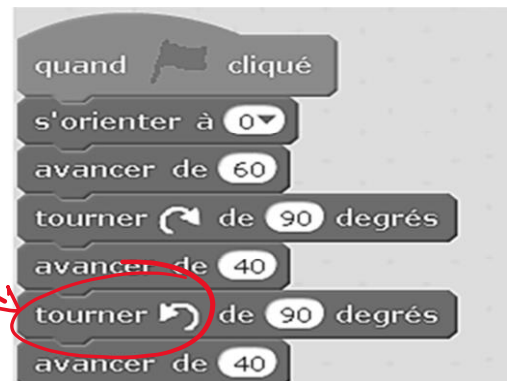 quand cliqué
s'orienter à 0
avancer de 60
tourner de 90 degrés
avancer de 40
tourner de 90 degrés
avancer de 40